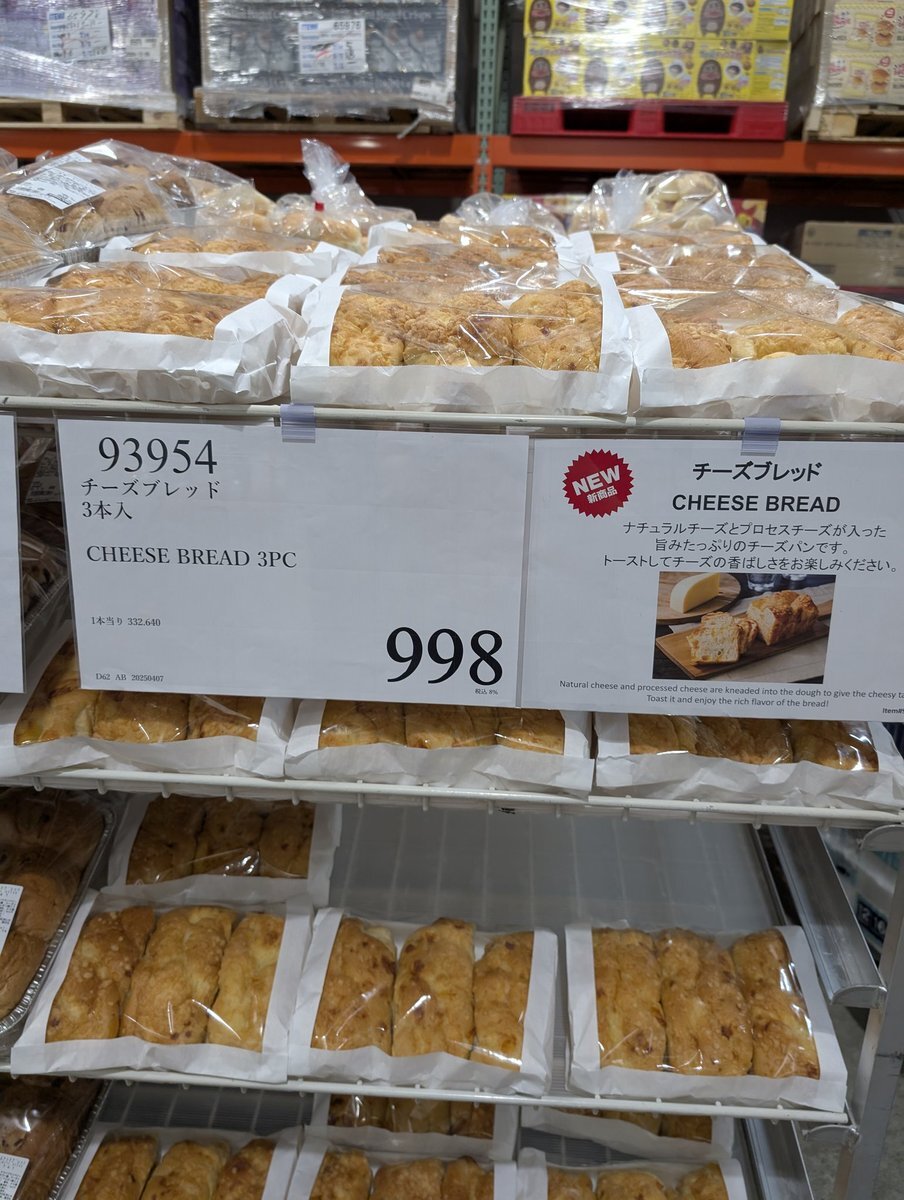 93954
チーズブレッド
3本入
CHEESE BREAD 3PC
1本当り 332.640
998
税込 8%
D62 AB 20250407
NEW
新商品
チーズブレッド
CHEESE BREAD
ナチュラルチーズとプロセスチーズが入った
旨みたっぷりのチーズパンです。
トーストしてチーズの香ばしさをお楽しみください。
Natural cheese and processed cheese are kneaded into the dough to give the cheesy ta
Toast it and enjoy the rich flavor of the bread!
Item#